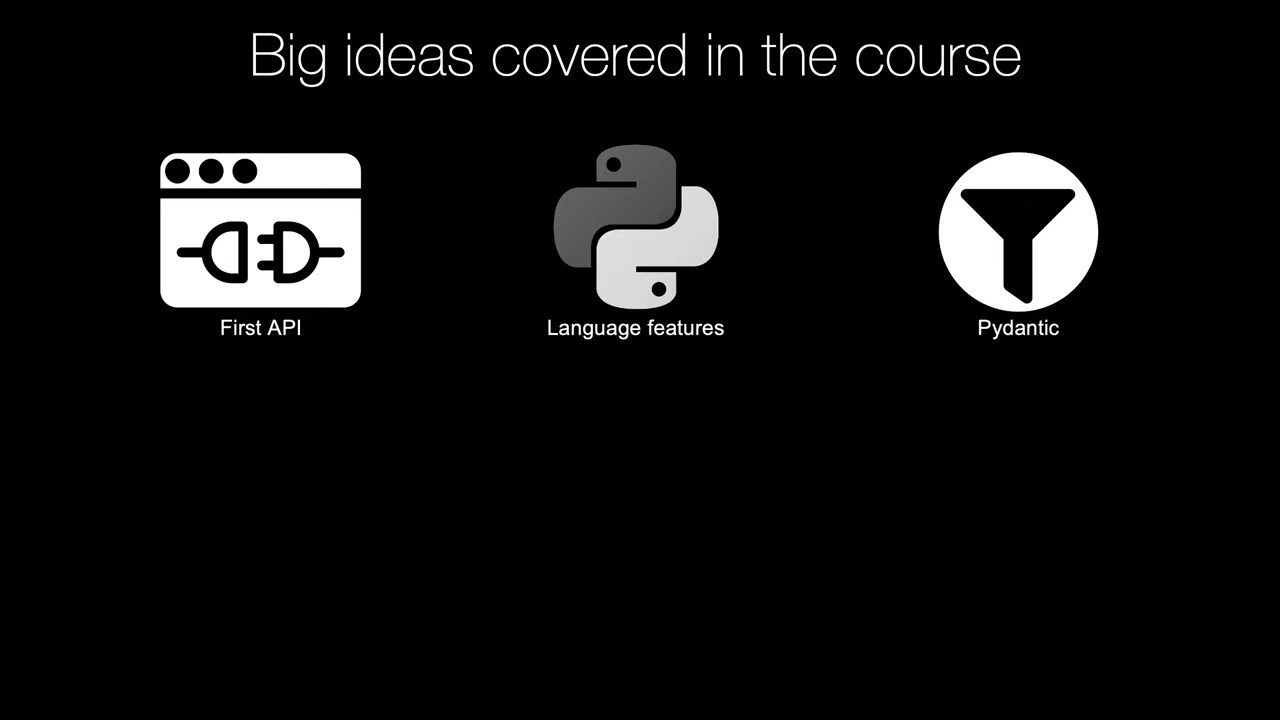 Big ideas covered in the course
First API
Language features
Pydantic